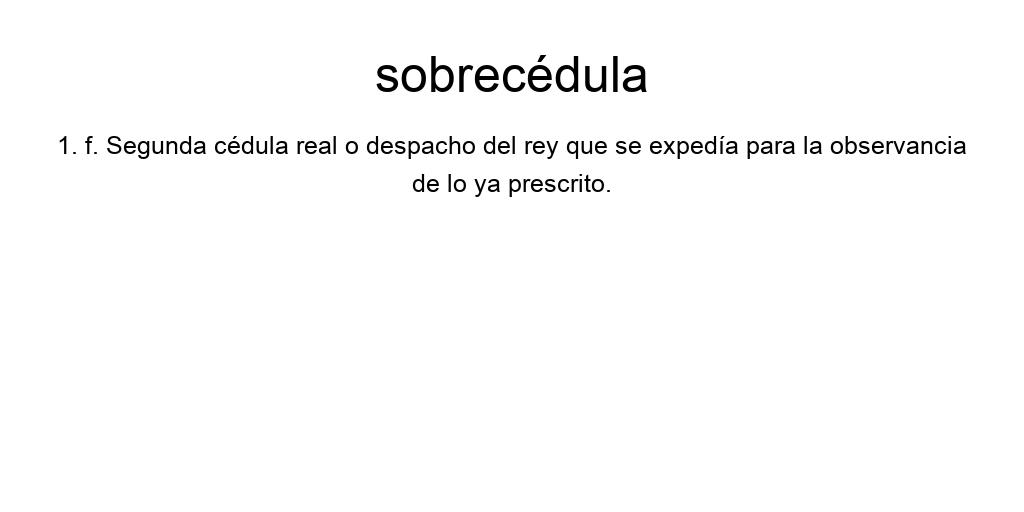 sobrecédula
1. f. Segunda cédula real o despacho del rey que se expedía para la observancia
de lo ya prescrito.